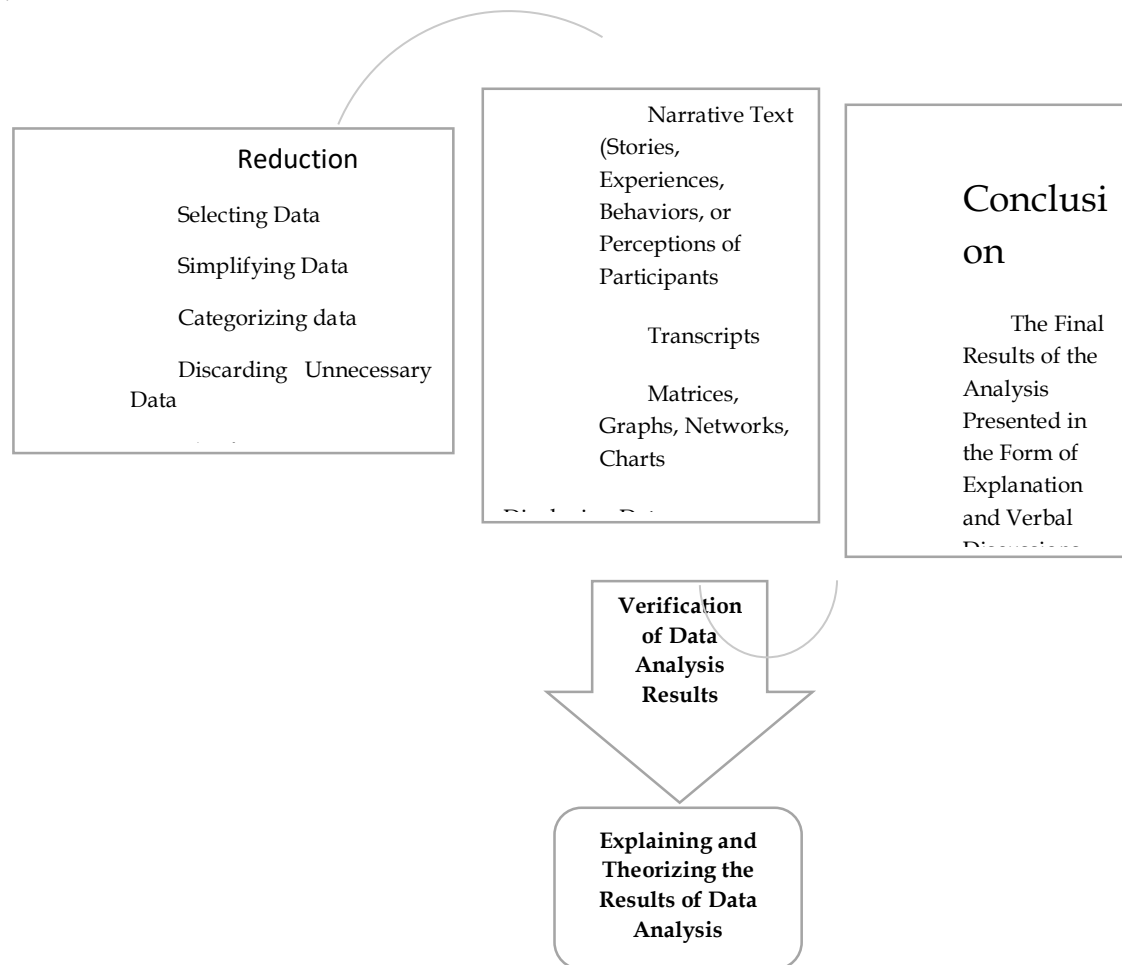 Reduction
Selecting Data
Simplifying Data
Categorizing data
Discarding Unnecessary
Data
Narrative Text
(Stories,
Experiences,
Behaviors, or
Perceptions of
Participants
Transcripts
Matrices,
Graphs, Networks,
Charts
Conclusi
on
The Final
Results of the
Analysis
Presented in
the Form of
Explanation
and Verbal
Verification
of Data
Analysis
Results
Explaining and
Theorizing the
Results of Data
Analysis